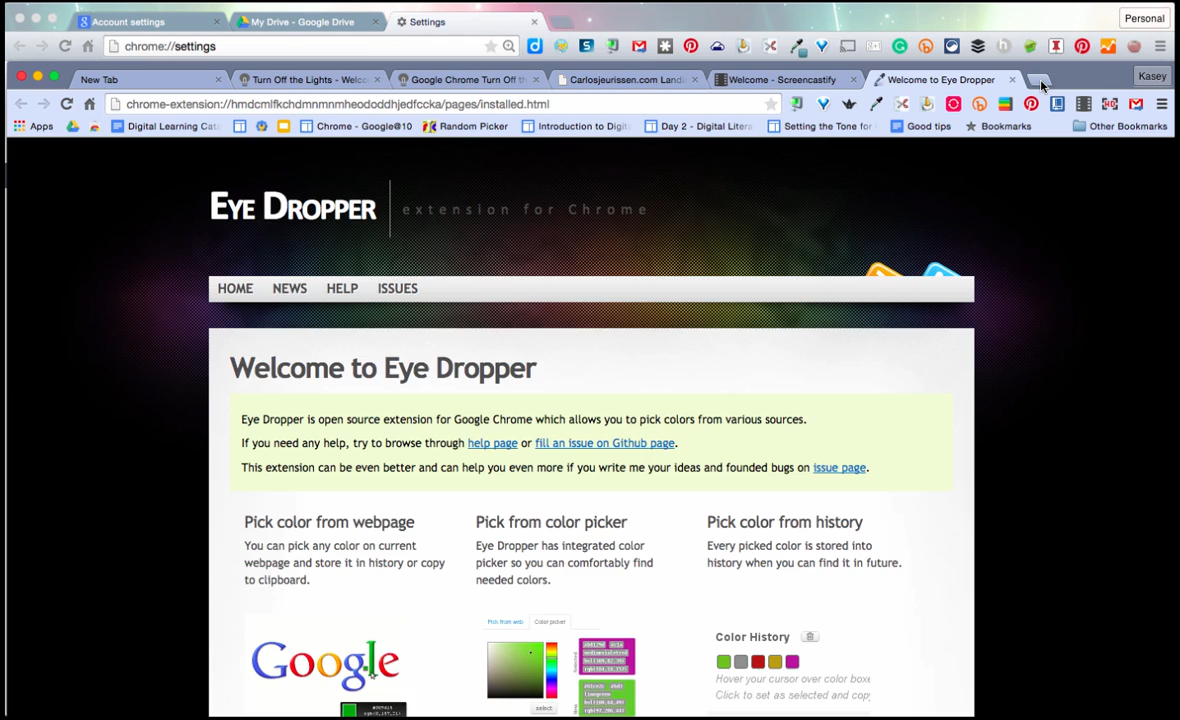 Account settings
My Drive - Google Drive
Settings
Personal
chrome://settings
New Tab
Turn Off the Lights - Welco
Google Chrome Turn Off th
Carlosjeurissen.com Landi
Welcome - Screencastify
Welcome to Eye Dropper
Kasey
chrome-extension://hmdcmlfkchdmnmnmheododdhjedfccka/pages/installed.html
Apps
Digital Learning Cata
Chrome - Google@10
Random Picker
Introduction to Digit
Day 2 - Digital Litera
Setting the Tone for
Good tips
Bookmarks
Other Bookmarks
EYE DROPPER
extension for Chrome
HOME
NEWS
HELP
ISSUES
Welcome to Eye Dropper
Eye Dropper is open source extension for Google Chrome which allows you to pick colors from various sources.
If you need any help, try to browse through help page or fill an issue on Github page.
This extension can be even better and can help you even more if you write me your ideas and founded bugs on issue page.
Pick color from webpage
You can pick any color on current
webpage and store it in history or copy
to clipboard.
Pick from color picker
Eye Dropper has integrated color
picker so you can comfortably find
needed colors.
Pick color from history
Every picked color is stored into
history when you can find it in future.
Google
Pick from web
Color picker
select
Color History
Hover your cursor over color boxe
Click to set as selected and copy